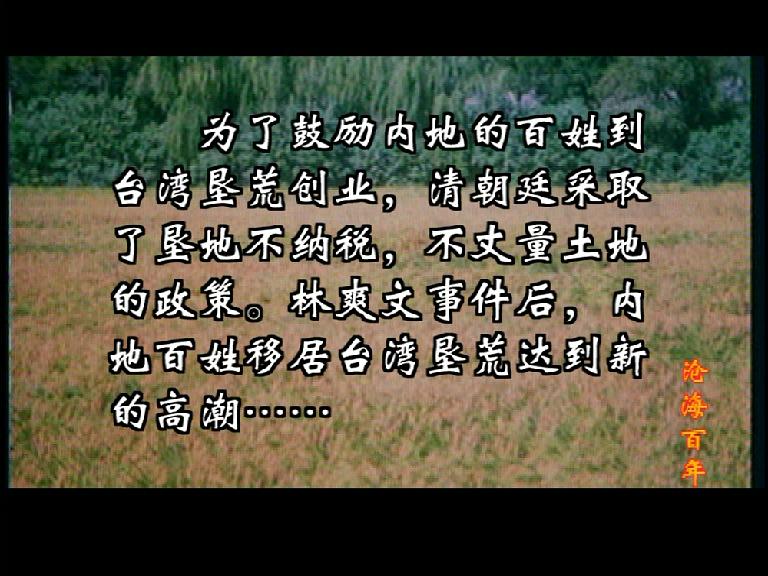 为了鼓励内地的百姓到
台湾垦荒创业，清朝廷采取
了垦地不纳税，不丈量土地
的政策。林爽文事件后，内
地百姓移居台湾垦荒达到新
的高潮……
沧海百年